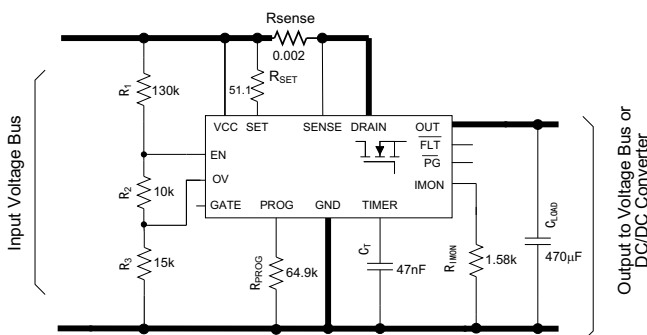 Rsense
0.002
RSET
51.1
R1
130k
VCC
SET
SENSE
DRAIN
OUT
FLT
PG
EN
OV
IMON
GATE
PROG
GND
TIMER
R2
10k
R3
15k
RPROG
64.9k
CT
47nF
RIMON
1.58k
CLOAD
470µF
Input Voltage Bus
Output to Voltage Bus or
DC/DC Converter